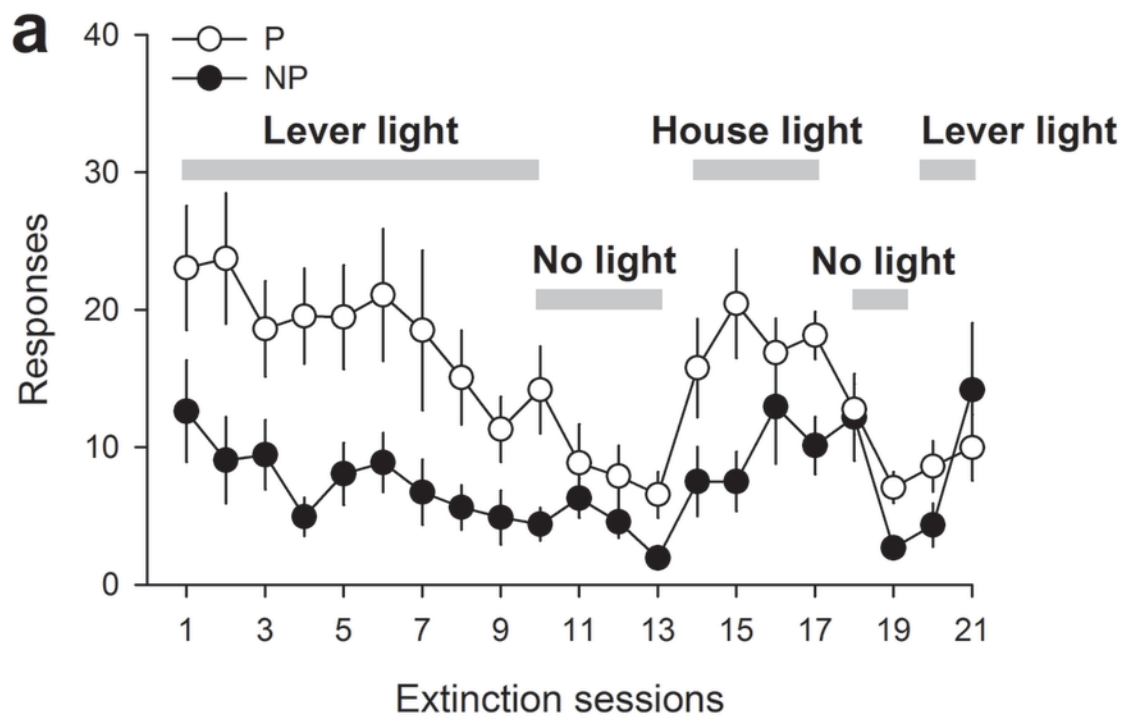 a
40
P
NP
Lever light
House light
Lever light
30
No light
No light
20
10
0
Responses
1 3 5 7 9 11 13 15 17 19 21
Extinction sessions